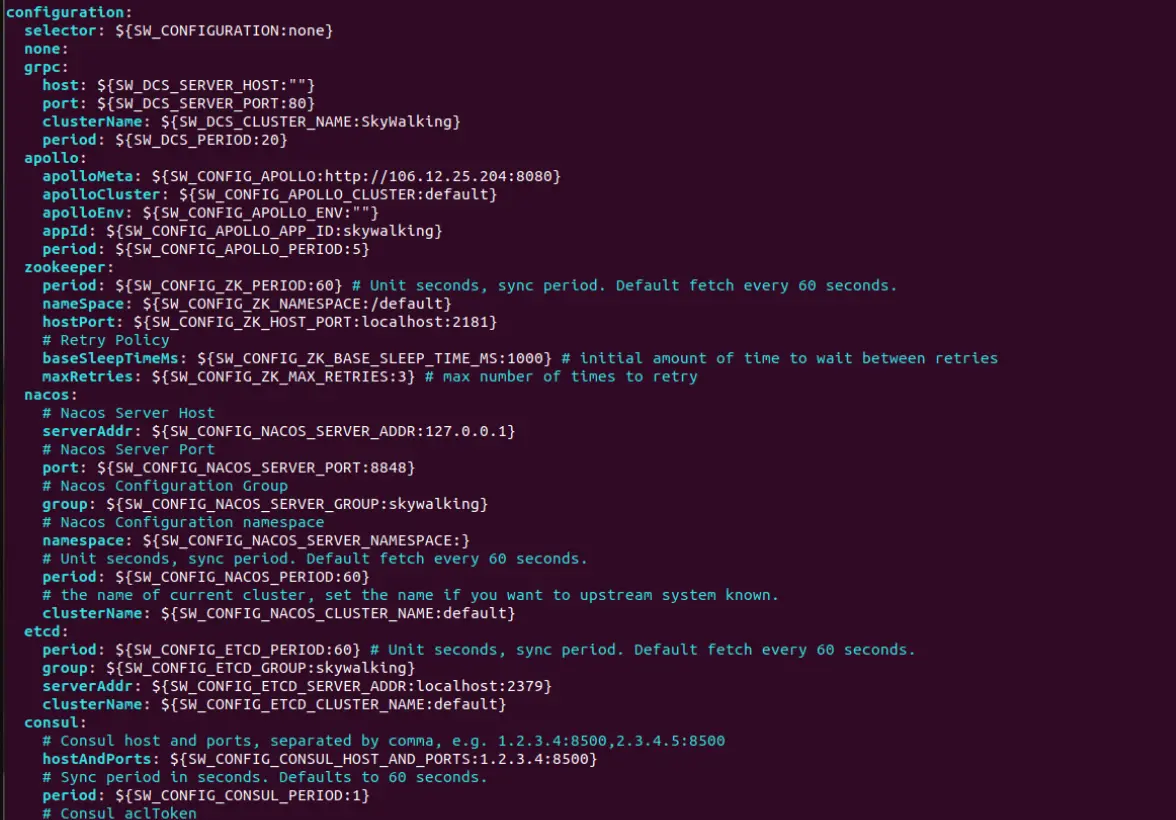 configuration:
  selector: ${SW_CONFIGURATION:none}
  none:
  grpc:
    host: ${SW_DCS_SERVER_HOST:""}
    port: ${SW_DCS_SERVER_PORT:80}
    clusterName: ${SW_DCS_CLUSTER_NAME:SkyWalking}
    period: ${SW_DCS_PERIOD:20}
  apollo:
    apolloMeta: ${SW_CONFIG_APOLLO:http://106.12.25.204:8080}
    apolloCluster: ${SW_CONFIG_APOLLO_CLUSTER:default}
    apolloEnv: ${SW_CONFIG_APOLLO_ENV:""}
    appId: ${SW_CONFIG_APOLLO_APP_ID:skywalking}
    period: ${SW_CONFIG_APOLLO_PERIOD:5}
  zookeeper:
    period: ${SW_CONFIG_ZK_PERIOD:60} # Unit seconds, sync period. Default fetch every 60 seconds.
    nameSpace: ${SW_CONFIG_ZK_NAMESPACE:/default}
    hostPort: ${SW_CONFIG_ZK_HOST_PORT:localhost:2181}
    # Retry Policy
    baseSleepTimeMs: ${SW_CONFIG_ZK_BASE_SLEEP_TIME_MS:1000} # initial amount of time to wait between retries
    maxRetries: ${SW_CONFIG_ZK_MAX_RETRIES:3} # max number of times to retry
  nacos:
    # Nacos Server Host
    serverAddr: ${SW_CONFIG_NACOS_SERVER_ADDR:127.0.0.1}
    # Nacos Server Port
    port: ${SW_CONFIG_NACOS_SERVER_PORT:8848}
    # Nacos Configuration Group
    group: ${SW_CONFIG_NACOS_SERVER_GROUP:skywalking}
    # Nacos Configuration namespace
    namespace: ${SW_CONFIG_NACOS_SERVER_NAMESPACE:}
    # Unit seconds, sync period. Default fetch every 60 seconds.
    period: ${SW_CONFIG_NACOS_PERIOD:60}
    # the name of current cluster, set the name if you want to upstream system known.
    clusterName: ${SW_CONFIG_NACOS_CLUSTER_NAME:default}
  etcd:
    period: ${SW_CONFIG_ETCD_PERIOD:60} # Unit seconds, sync period. Default fetch every 60 seconds.
    group: ${SW_CONFIG_ETCD_GROUP:skywalking}
    serverAddr: ${SW_CONFIG_ETCD_SERVER_ADDR:localhost:2379}
    clusterName: ${SW_CONFIG_ETCD_CLUSTER_NAME:default}
  consul:
    # Consul host and ports, separated by comma, e.g. 1.2.3.4:8500,2.3.4.5:8500
    hostAndPorts: ${SW_CONFIG_CONSUL_HOST_AND_PORTS:1.2.3.4:8500}
    # Sync period in seconds. Defaults to 60 seconds.
    period: ${SW_CONFIG_CONSUL_PERIOD:1}
    # Consul aclToken